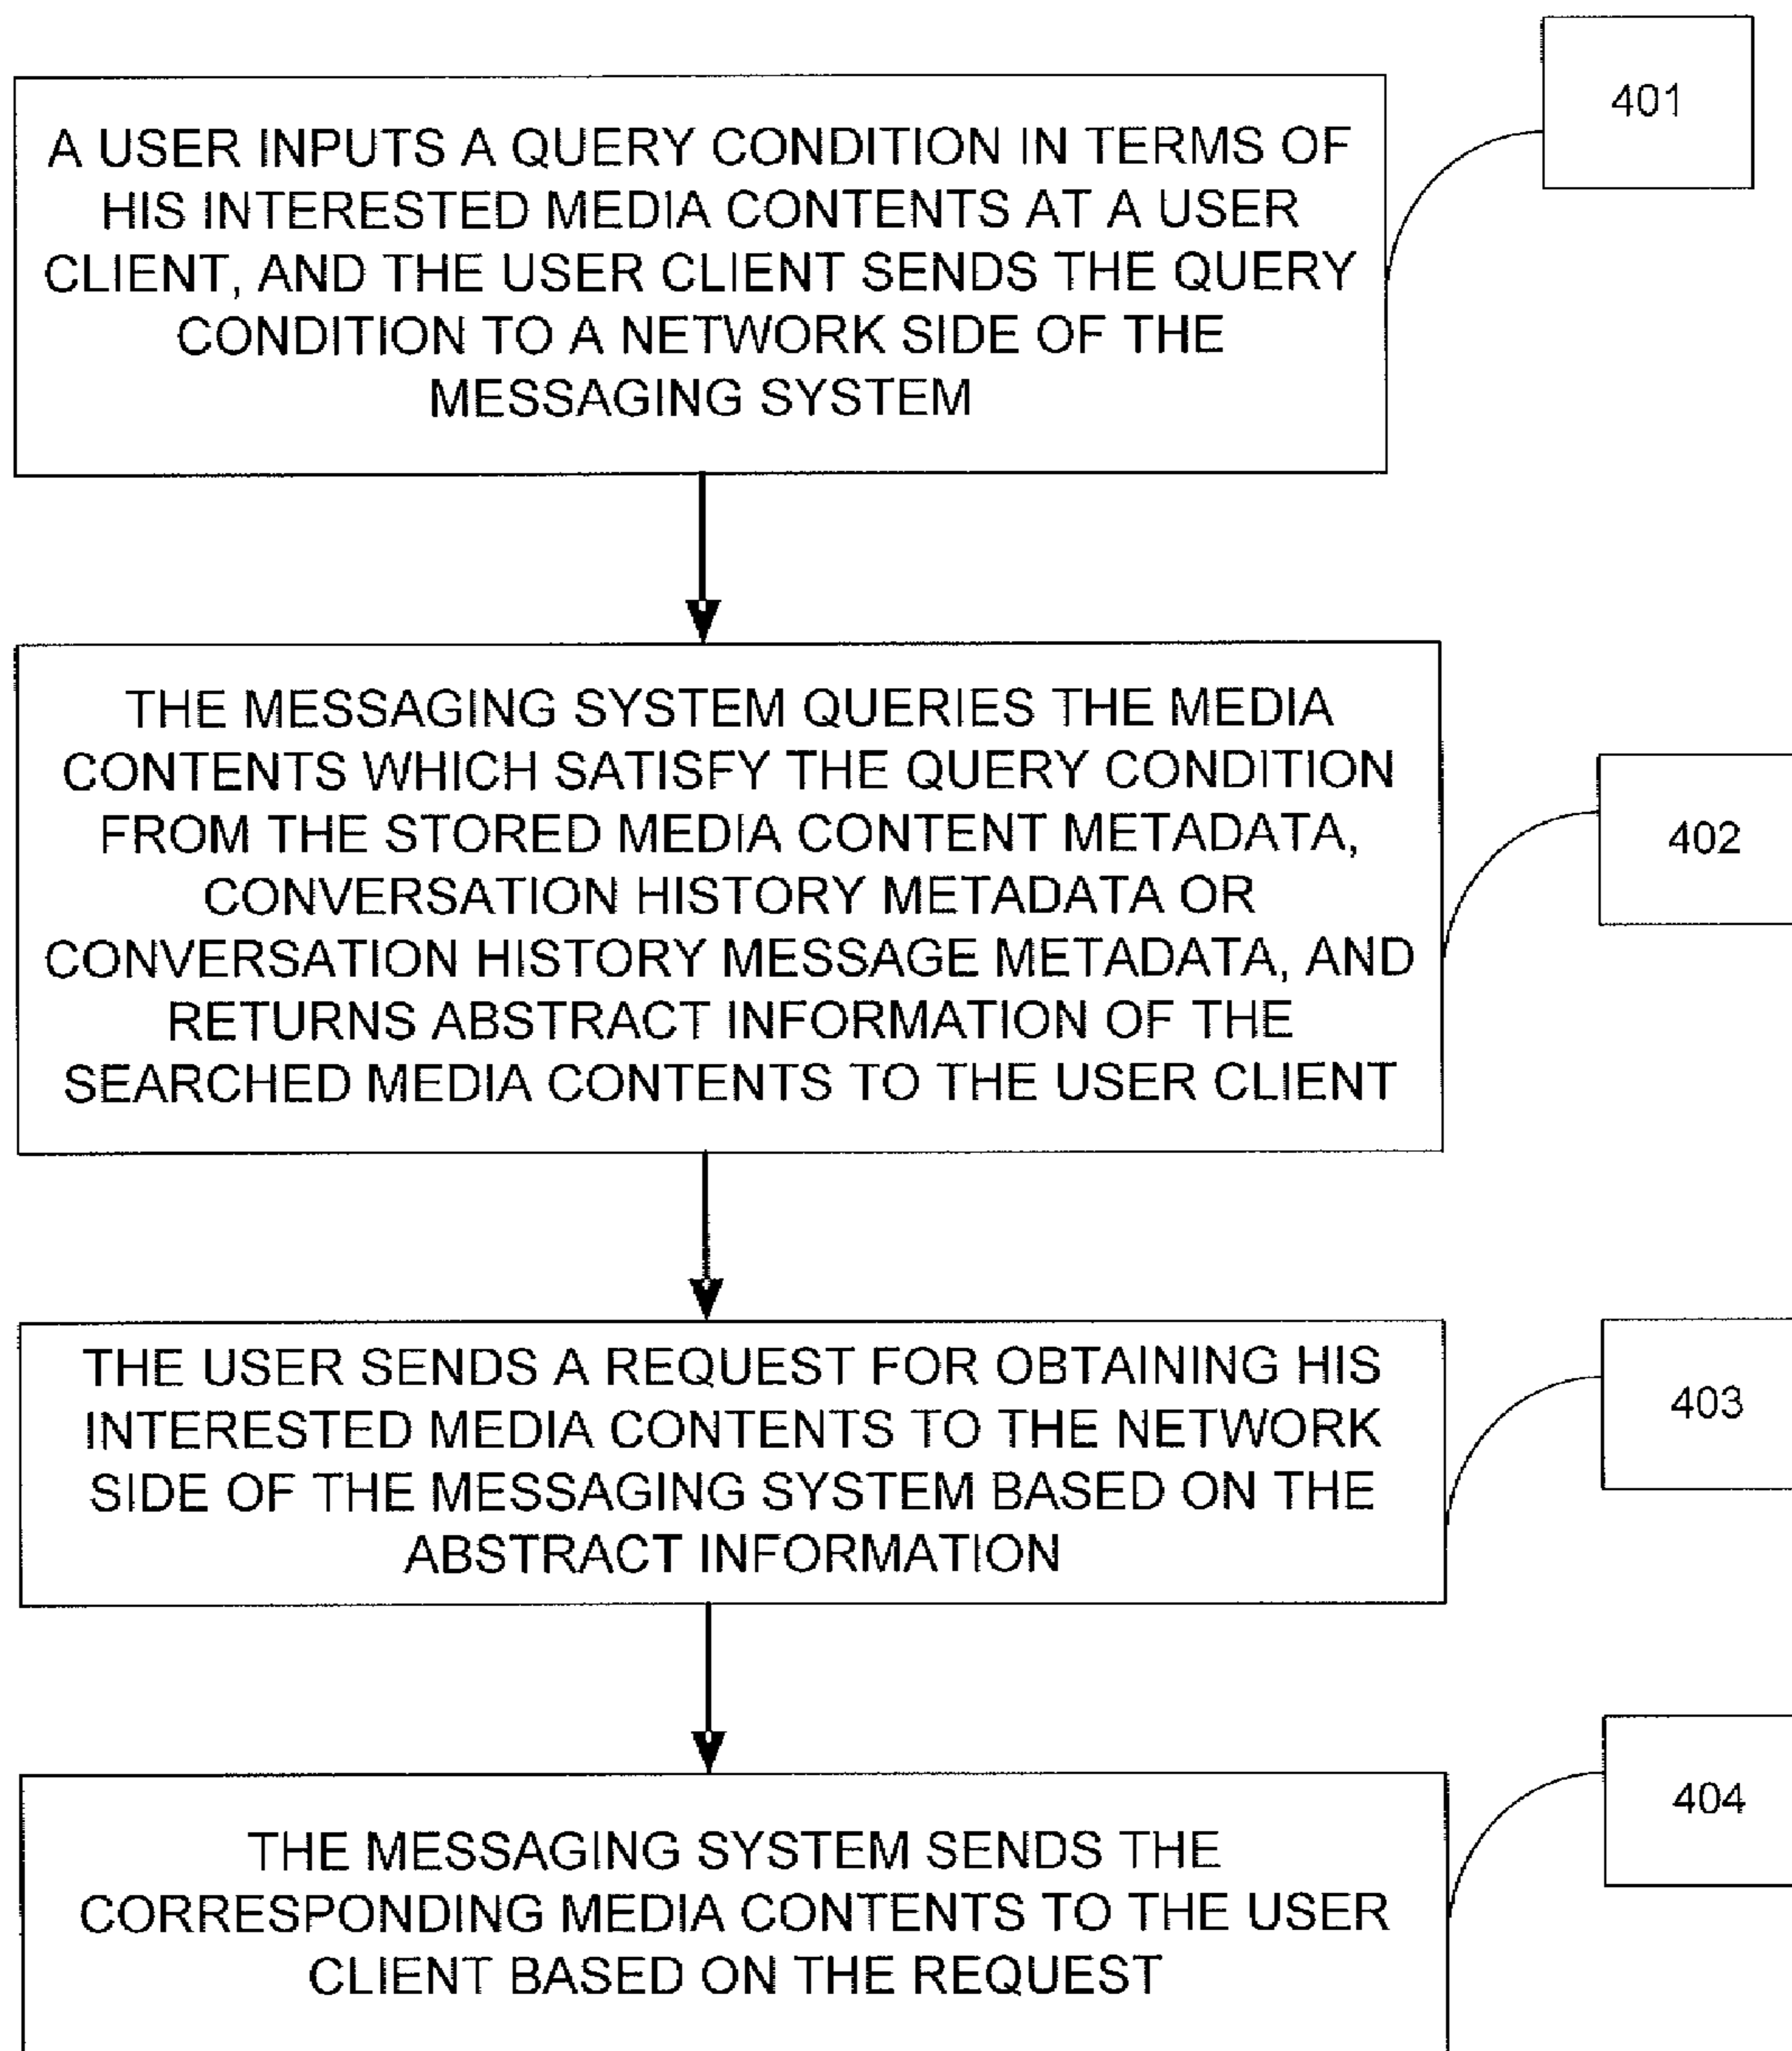 401
A USER INPUTS A QUERY CONDITION IN TERMS OF
HIS INTERESTED MEDIA CONTENTS AT A USER
CLIENT, AND THE USER CLIENT SENDS THE QUERY
CONDITION TO A NETWORK SIDE OF THE
MESSAGING SYSTEM
THE MESSAGING SYSTEM QUERIES THE MEDIA
CONTENTS WHICH SATISFY THE QUERY CONDITION
FROM THE STORED MEDIA CONTENT METADATA,
CONVERSATION HISTORY METADATA OR
CONVERSATION HISTORY MESSAGE METADATA, AND
RETURNS ABSTRACT INFORMATION OF THE
SEARCHED MEDIA CONTENTS TO THE USER CLIENT
402
THE USER SENDS A REQUEST FOR OBTAINING HIS
INTERESTED MEDIA CONTENTS TO THE NETWORK
SIDE OF THE MESSAGING SYSTEM BASED ON THE
ABSTRACT INFORMATION
403
THE MESSAGING SYSTEM SENDS THE
CORRESPONDING MEDIA CONTENTS TO THE USER
CLIENT BASED ON THE REQUEST
404